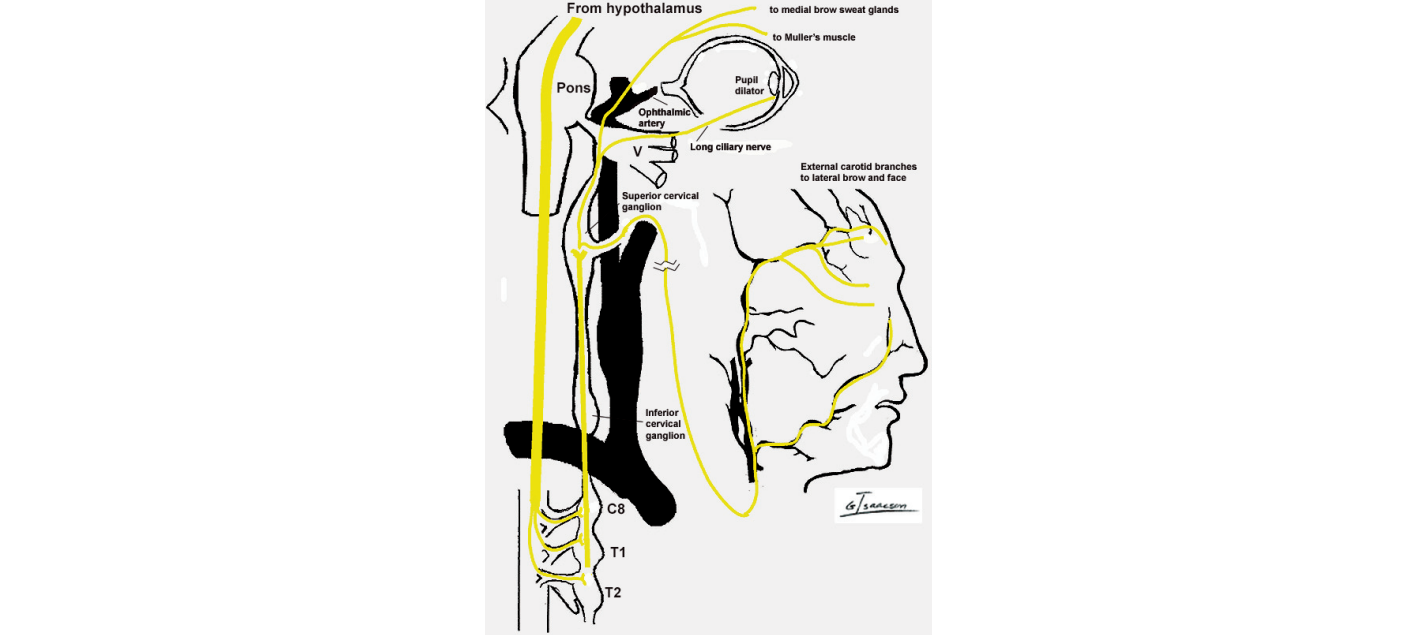 From hypothalamus
to medial brow sweat glands
to Muller's muscle
Pons
Pupil
dilator
Ophthalmic
artery
V
Long ciliary nerve
External carotid branches
to lateral brow and face
Superior cervical
ganglion
Inferior
cervical
ganglion
C8
T1
T2
G Isaacson